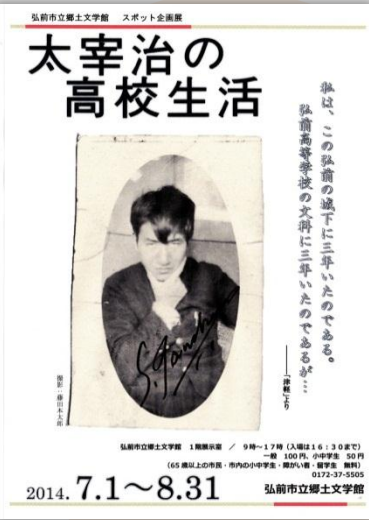 弘前市立郷土文学館　スポット企画展
太宰治の
高校生活
私は、この弘前の城下に三年いたのである。
弘前高等学校の文科に三年いたのであるが…
――「津軽」より
撮影：藤田本太郎
弘前市立郷土文学館　1階展示室　／　9時～17時（入場は16：30まで）
一般　100円、小中学生　50円
（65歳以上の市民・市内の小中学生・障がい者・留学生　無料）
0172-37-5505
2014. 7.1～8.31
弘前市立郷土文学館